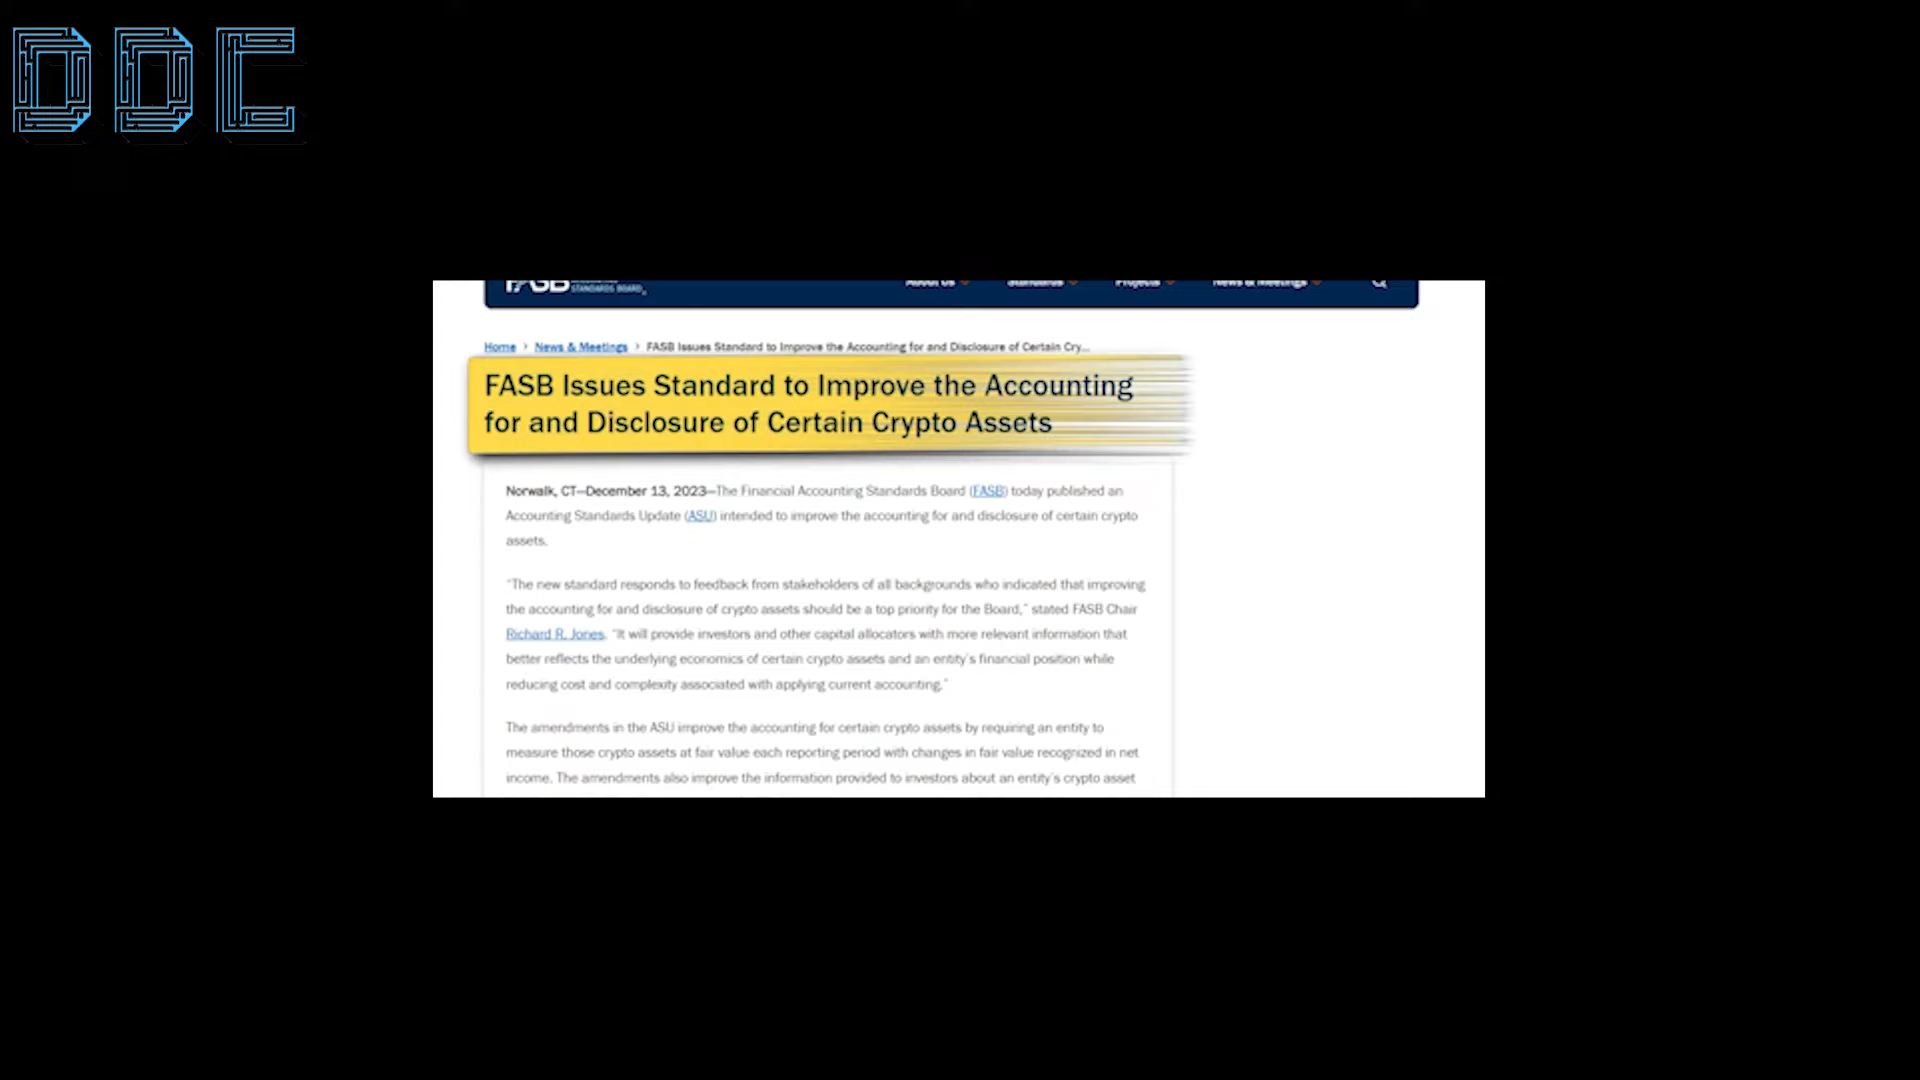 DDC
FASB STANDARDS BOARD
About Us Standards Projects News & Meetings
Home > News & Meetings > FASB Issues Standard to Improve the Accounting for and Disclosure of Certain Cry...
FASB Issues Standard to Improve the Accounting
for and Disclosure of Certain Crypto Assets
Norwalk, CT—December 13, 2023—The Financial Accounting Standards Board (FASB) today published an
Accounting Standards Update (ASU) intended to improve the accounting for and disclosure of certain crypto
assets.
“The new standard responds to feedback from stakeholders of all backgrounds who indicated that improving
the accounting for and disclosure of crypto assets should be a top priority for the Board,” stated FASB Chair
Richard R. Jones. “It will provide investors and other capital allocators with more relevant information that
better reflects the underlying economics of certain crypto assets and an entity’s financial position while
reducing cost and complexity associated with applying current accounting.”
The amendments in the ASU improve the accounting for certain crypto assets by requiring an entity to
measure those crypto assets at fair value each reporting period with changes in fair value recognized in net
income. The amendments also improve the information provided to investors about an entity’s crypto asset